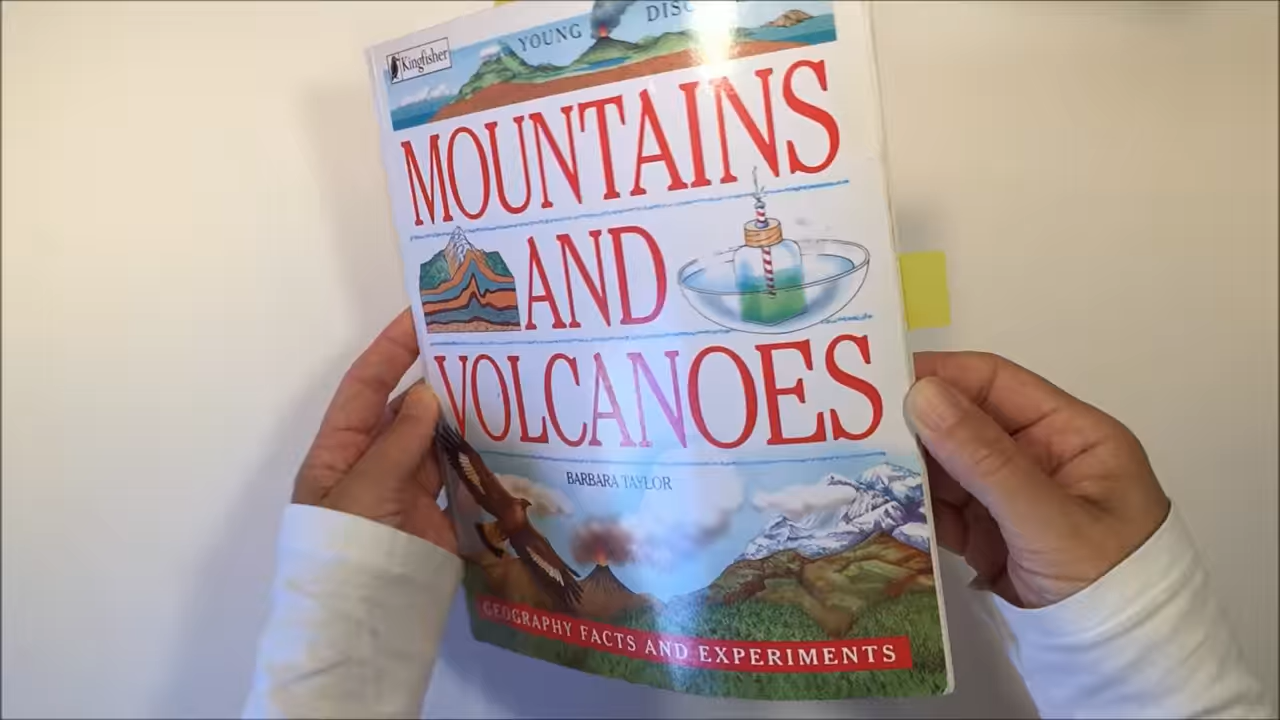 Kingfisher
YOUNG
MOUNTAINS
AND
VOLCANOES
BARBARA TAYLOR
GEOGRAPHY FACTS AND EXPERIMENTS